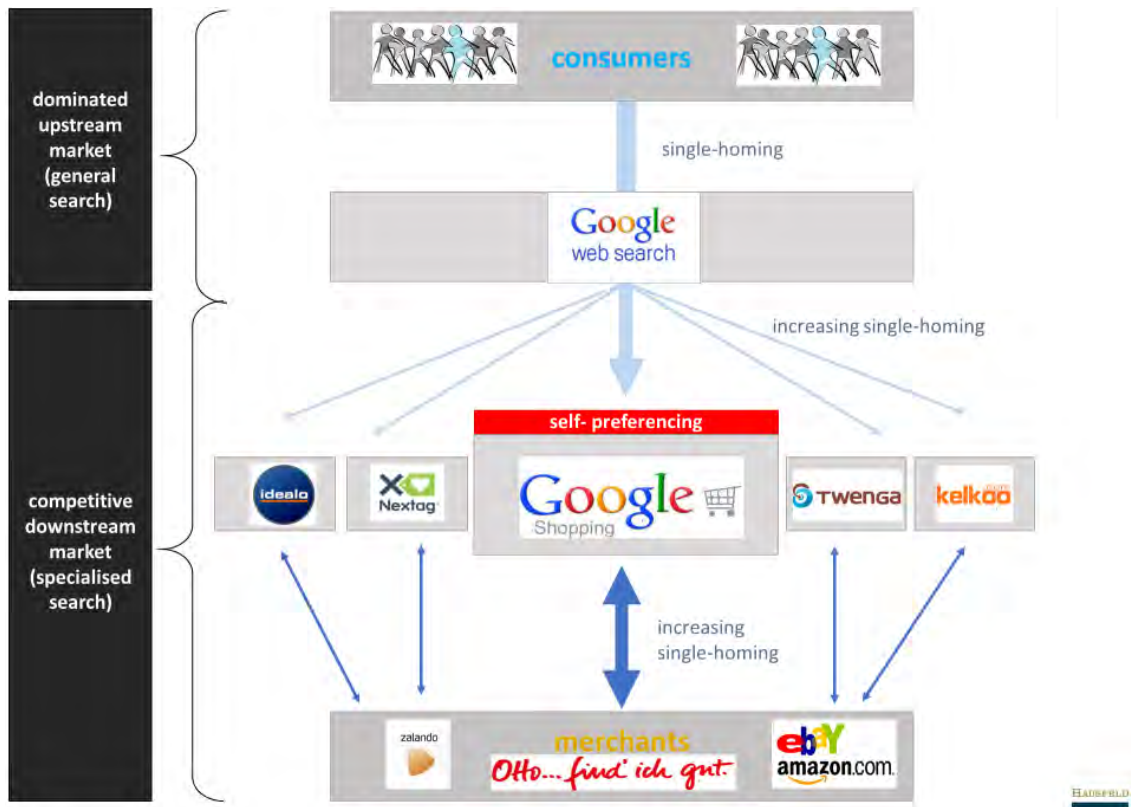 dominated
upstream
market
(general
search)
consumers
single-homing
Google
web search
increasing single-homing
self- preferencing
competitive
downstream
market
(specialised
search)
idealo
Nextag
Google
Shopping
TWENGA
kelkoo
.com
increasing
single-homing
zalando
merchants
Otto... find' ich gut.
ebaY
amazon.com.
HAUSFELD